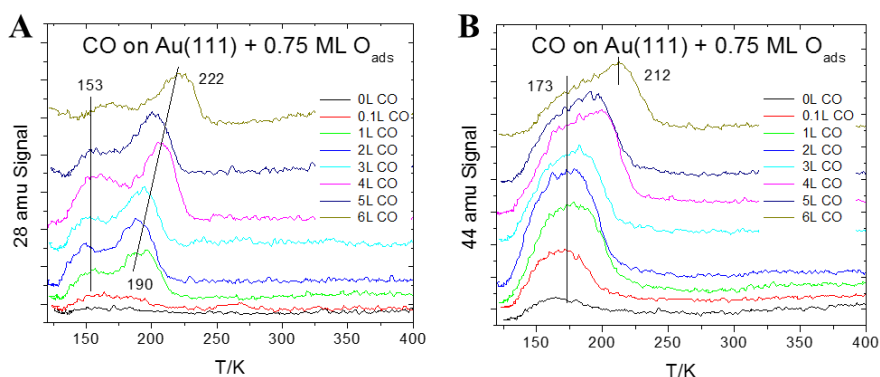 A
CO on Au(111) + 0.75 ML O_ads
153
222
190
28 amu Signal
0L CO
0.1L CO
1L CO
2L CO
3L CO
4L CO
5L CO
6L CO
150 200 250 300 350 400
T/K
B
CO on Au(111) + 0.75 ML O_ads
173
212
44 amu Signal
0L CO
0.1L CO
1L CO
2L CO
3L CO
4L CO
5L CO
6L CO
150 200 250 300 350 400
T/K